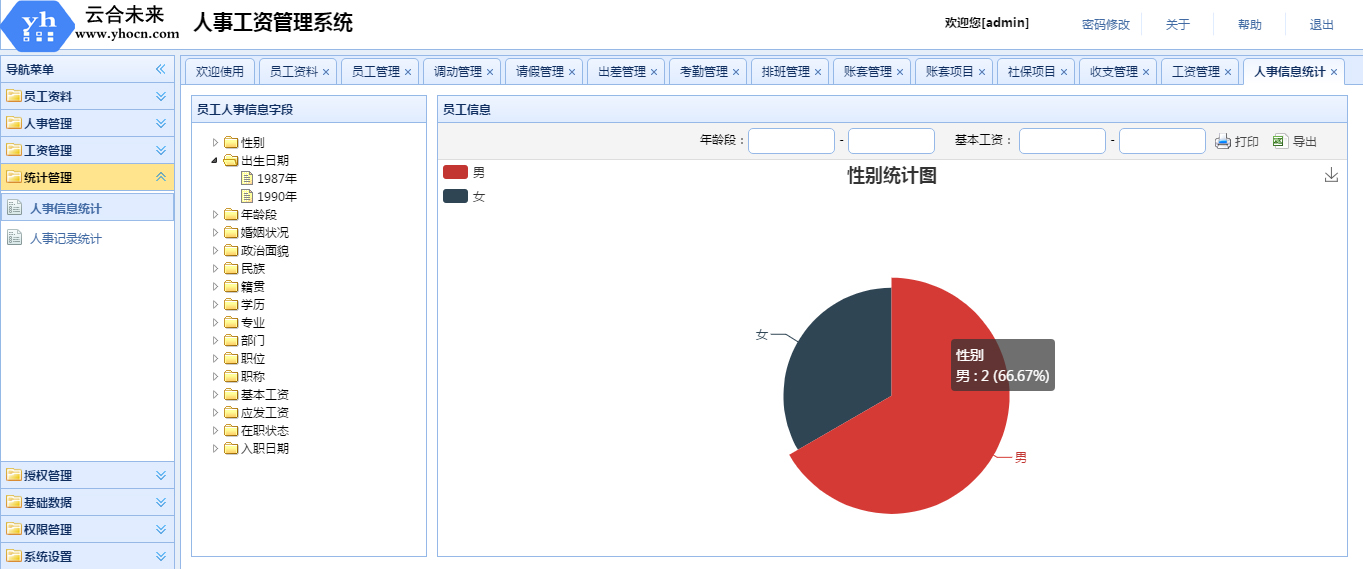 yh
云合未来
www.yhocn.com
人事工资管理系统
欢迎您[admin]
密码修改
关于
帮助
退出
导航菜单
员工资料
人事管理
工资管理
统计管理
人事信息统计
人事记录统计
授权管理
基础数据
权限管理
系统设置
欢迎使用
员工资料
员工管理
调动管理
请假管理
出差管理
考勤管理
排班管理
账套管理
账套项目
社保项目
收支管理
工资管理
人事信息统计
员工人事信息字段
性别
出生日期
1987年
1990年
年龄段
婚姻状况
政治面貌
民族
籍贯
学历
专业
部门
职位
职称
基本工资
应发工资
在职状态
入职日期
员工信息
年龄段： - 基本工资： - 打印 导出
男
女
性别统计图
女
性别
男 : 2 (66.67%)
男